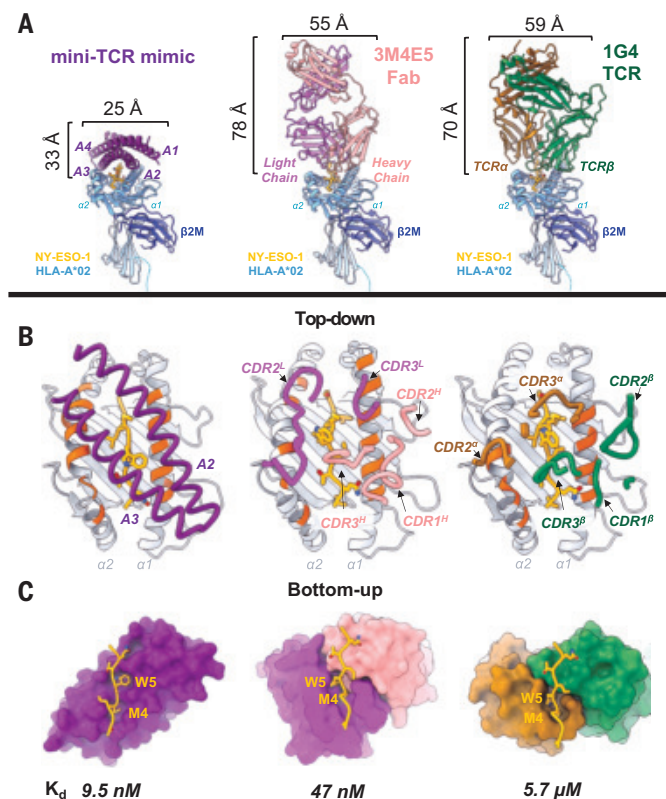 A
mini-TCR mimic
25 Å
33 Å
A4
A1
A3
A2
α2
α1
β2M
NY-ESO-1
HLA-A*02
55 Å
3M4E5
Fab
78 Å
Light
Chain
Heavy
Chain
α2
α1
β2M
NY-ESO-1
HLA-A*02
59 Å
1G4
TCR
70 Å
TCRα
TCRβ
α2
α1
β2M
NY-ESO-1
HLA-A*02
B
Top-down
A2
A3
α2
α1
CDR2ᴸ
CDR3ᴸ
CDR2ᴴ
CDR3ᴴ
CDR1ᴴ
CDR3ᵅ
CDR2ᵝ
CDR2ᵅ
CDR3ᵝ
CDR1ᵝ
α2
α1
C
Bottom-up
W5
M4
W5
M4
W5
M4
Kd 9.5 nM 47 nM 5.7 μM